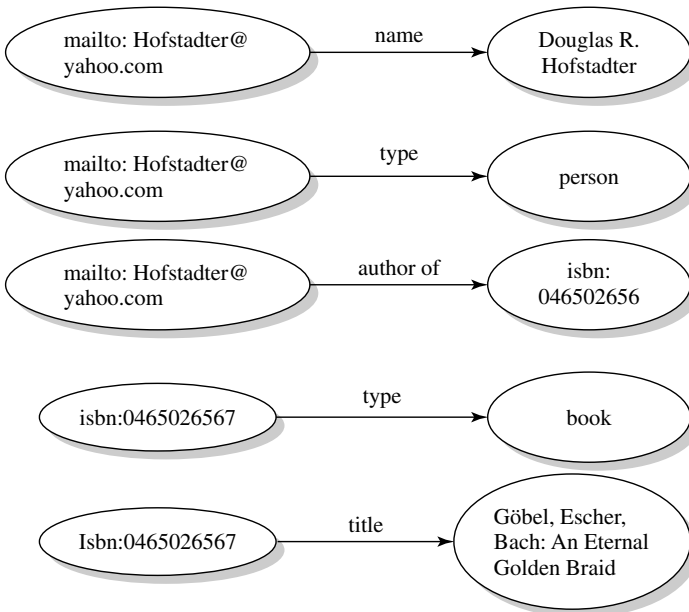 mailto: Hofstadter@
yahoo.com
name
Douglas R.
Hofstadter
mailto: Hofstadter@
yahoo.com
type
person
mailto: Hofstadter@
yahoo.com
author of
isbn:
046502656
isbn:0465026567
type
book
Isbn:0465026567
title
Göbel, Escher,
Bach: An Eternal
Golden Braid